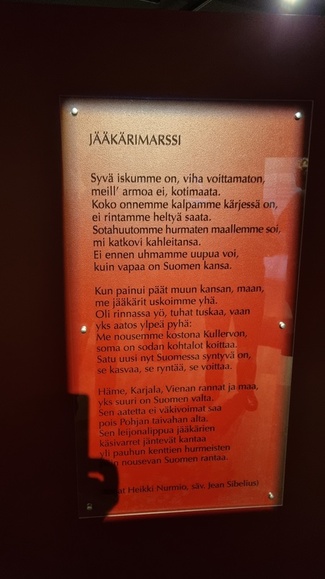 JÄÄKÄRIMARSSI
Syvä iskumme on, viha voittamaton,
meill' armoa ei, kotimaata.
Koko onnemme kalpamme kärjessä on,
ei rintamme heltyä saata.
Sotahuutomme hurmaten maallemme soi,
mi katkovi kahleitansa.
Ei ennen uhmamme uupua voi,
kuin vapaa on Suomen kansa.
Kun painui päät muun kansan, maan,
me jääkärit uskoimme yhä.
Oli rinnassa yö, tuhat tuskaa, vaan
yks aatos ylpeä pyhä:
Me nousemme kostona Kullervon,
soma on sodan kohtalot koittaa.
Satu uusi nyt Suomessa syntyvä on,
se kasvaa, se ryntää, se voittaa.
Häme, Karjala, Vienan rannat ja maa,
yks suuri on Suomen valta.
Sen aatetta ei väkivoimat saa
pois Pohjan taivahan alta.
Sen leijonalippua jääkärien
käsivarret jäntevät kantaa
yli pauhun kenttien hurmeisten
nousevan Suomen rantaa.
Heikki Nurmio, säv. Jean Sibelius)